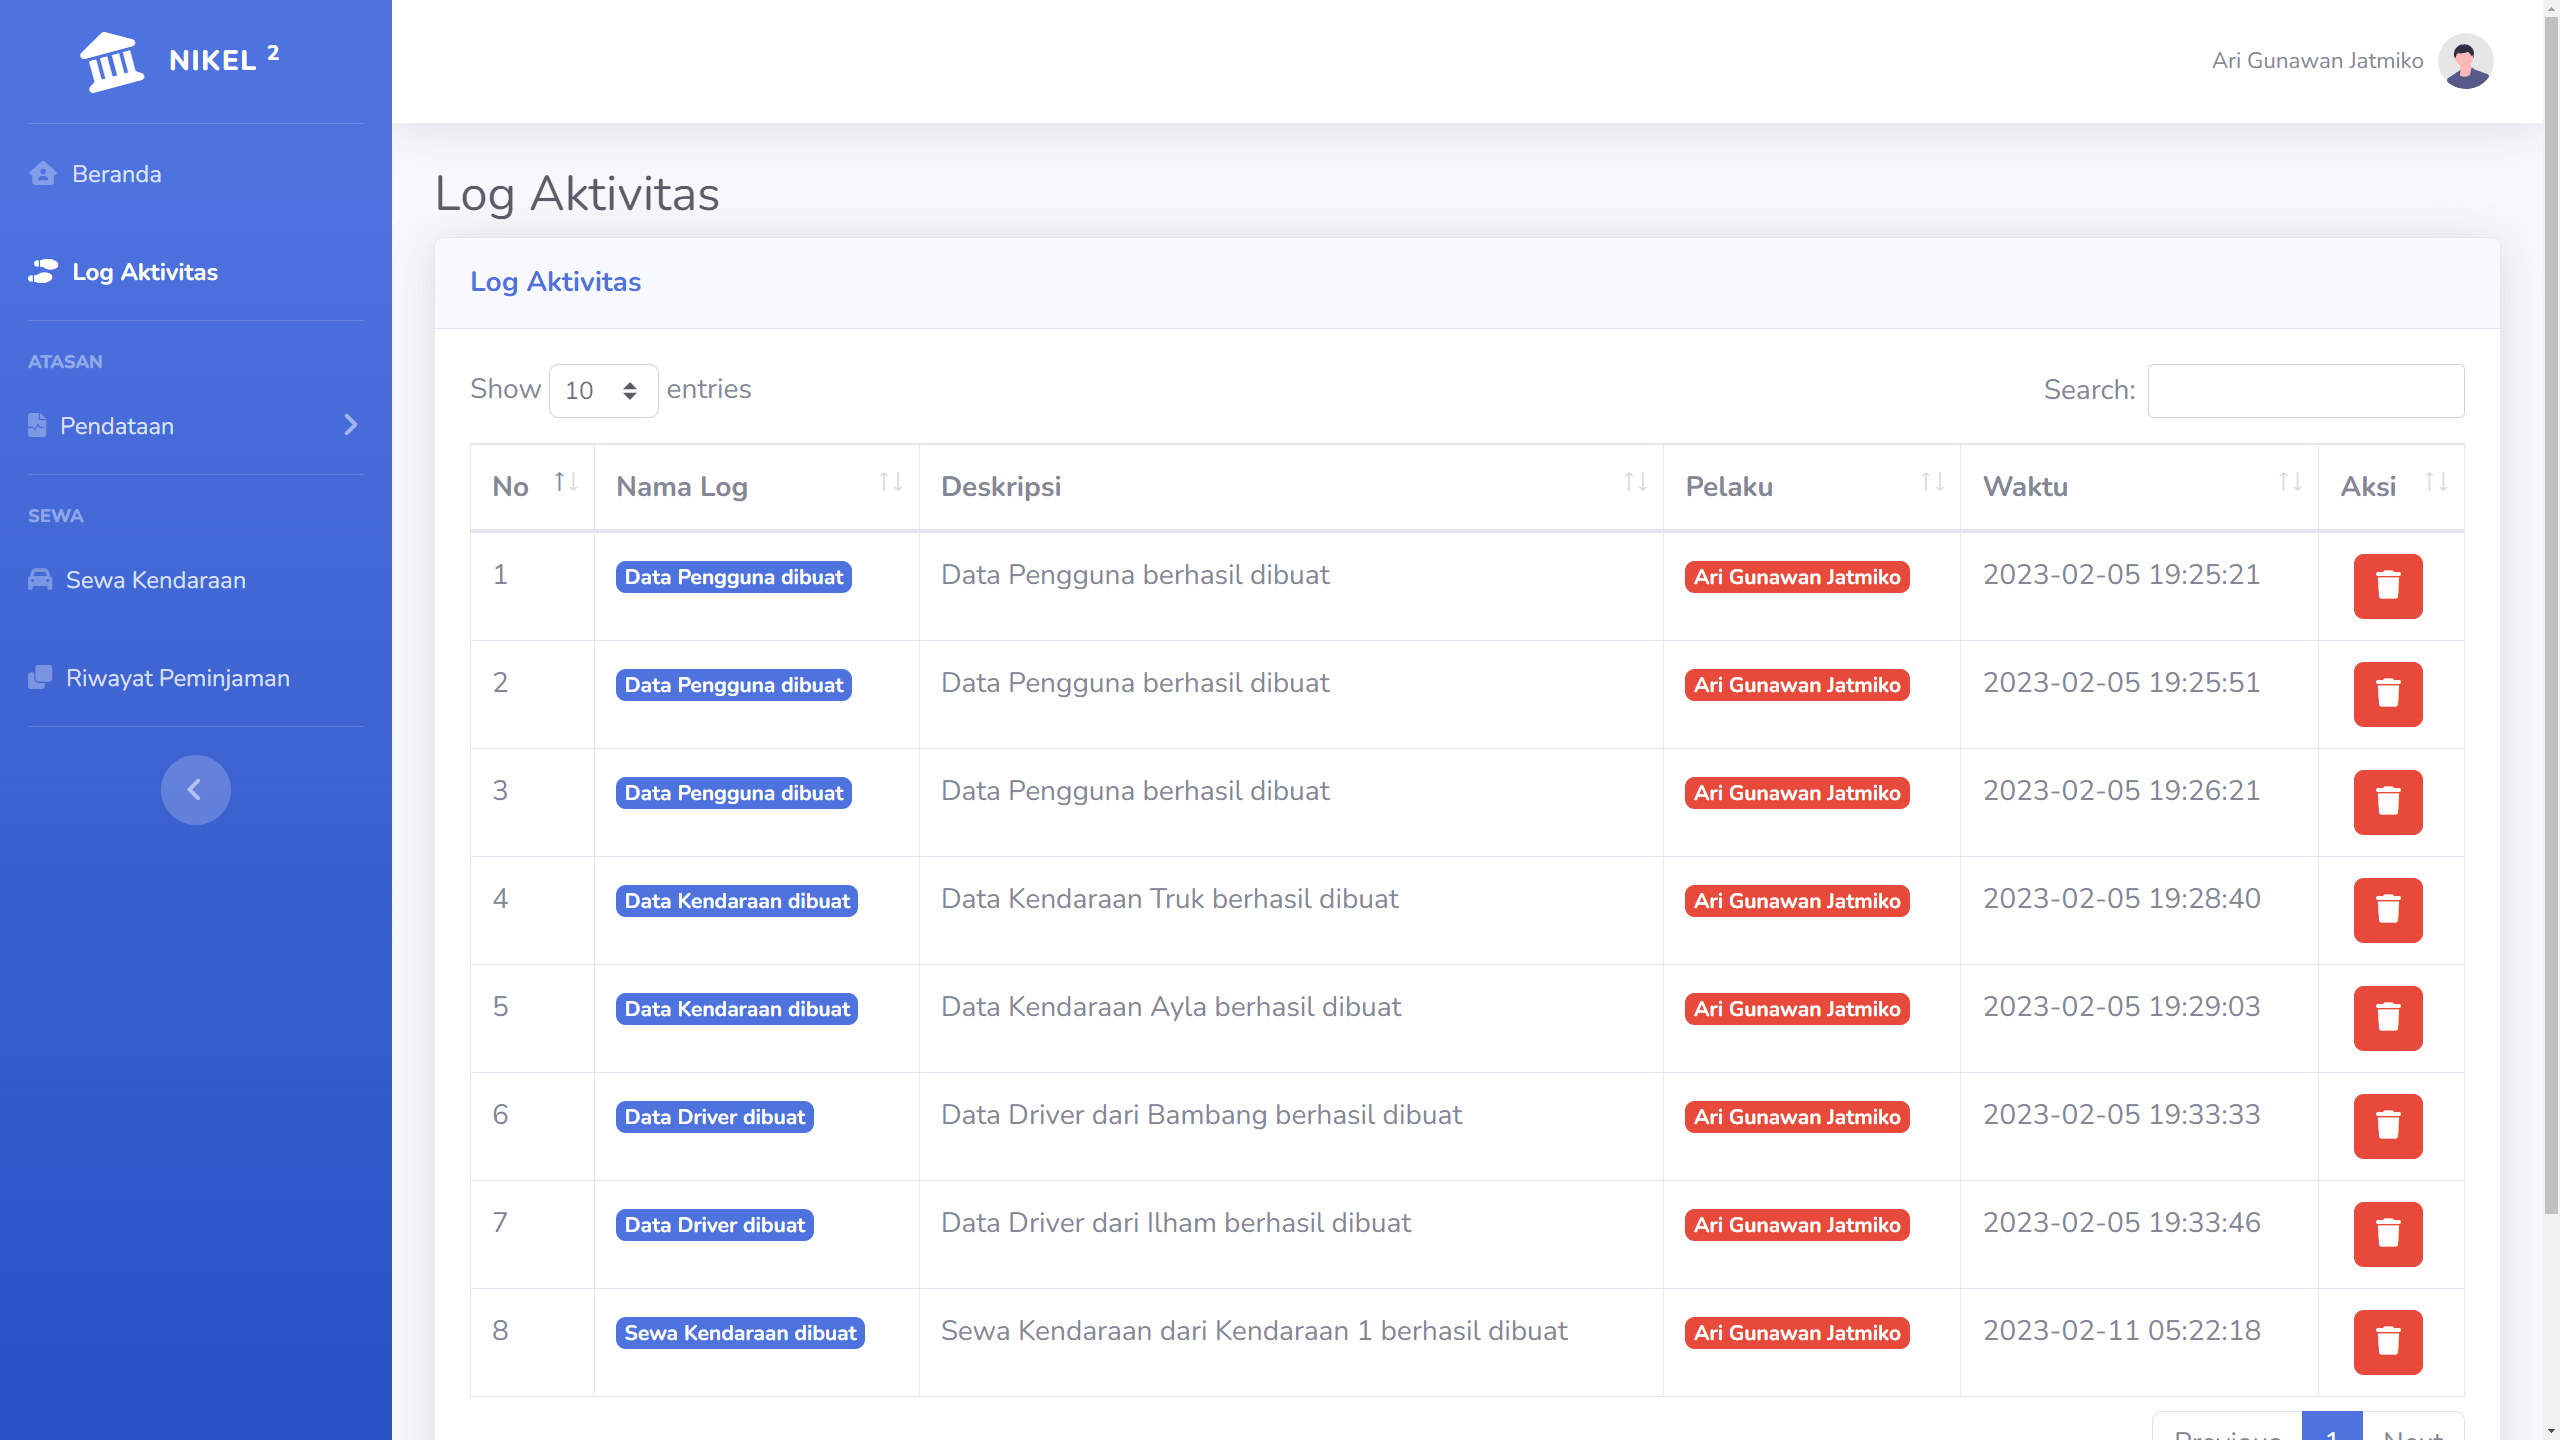 NIKEL 2
Ari Gunawan Jatmiko
Beranda
Log Aktivitas
ATASAN
Pendataan
SEWA
Sewa Kendaraan
Riwayat Peminjaman
Log Aktivitas
Log Aktivitas
Show 10 entries
Search:
No Nama Log Deskripsi Pelaku Waktu Aksi
1 Data Pengguna dibuat Data Pengguna berhasil dibuat Ari Gunawan Jatmiko 2023-02-05 19:25:21
2 Data Pengguna dibuat Data Pengguna berhasil dibuat Ari Gunawan Jatmiko 2023-02-05 19:25:51
3 Data Pengguna dibuat Data Pengguna berhasil dibuat Ari Gunawan Jatmiko 2023-02-05 19:26:21
4 Data Kendaraan dibuat Data Kendaraan Truk berhasil dibuat Ari Gunawan Jatmiko 2023-02-05 19:28:40
5 Data Kendaraan dibuat Data Kendaraan Ayla berhasil dibuat Ari Gunawan Jatmiko 2023-02-05 19:29:03
6 Data Driver dibuat Data Driver dari Bambang berhasil dibuat Ari Gunawan Jatmiko 2023-02-05 19:33:33
7 Data Driver dibuat Data Driver dari Ilham berhasil dibuat Ari Gunawan Jatmiko 2023-02-05 19:33:46
8 Sewa Kendaraan dibuat Sewa Kendaraan dari Kendaraan 1 berhasil dibuat Ari Gunawan Jatmiko 2023-02-11 05:22:18
Previous 1 Next